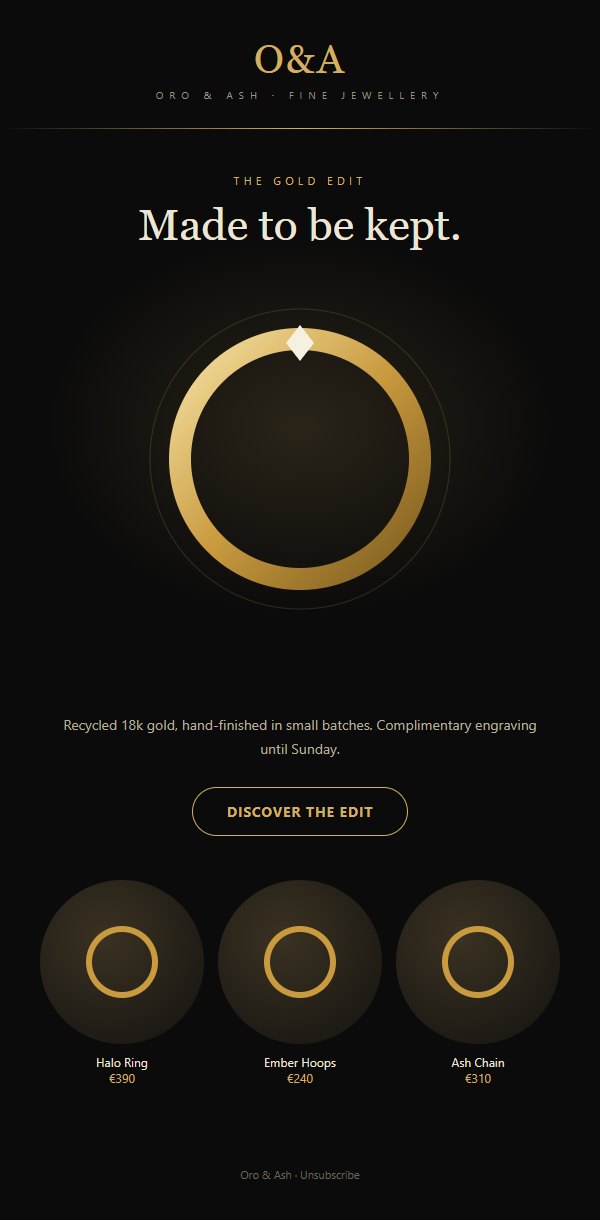 O&A
ORO & ASH · FINE JEWELLERY
THE GOLD EDIT
Made to be kept.
Recycled 18k gold, hand-finished in small batches. Complimentary engraving
until Sunday.
DISCOVER THE EDIT
Halo Ring
€390
Ember Hoops
€240
Ash Chain
€310
Oro & Ash · Unsubscribe